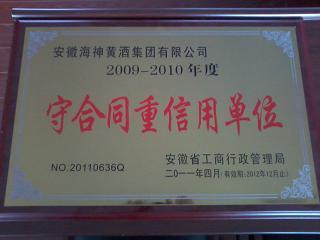 安徽海神黄酒集团有限公司
2009-2010年度
守合同重信用单位
NO.20110636Q
安徽省工商行政管理局
二〇一一年四月(有效期:2012年12月止)